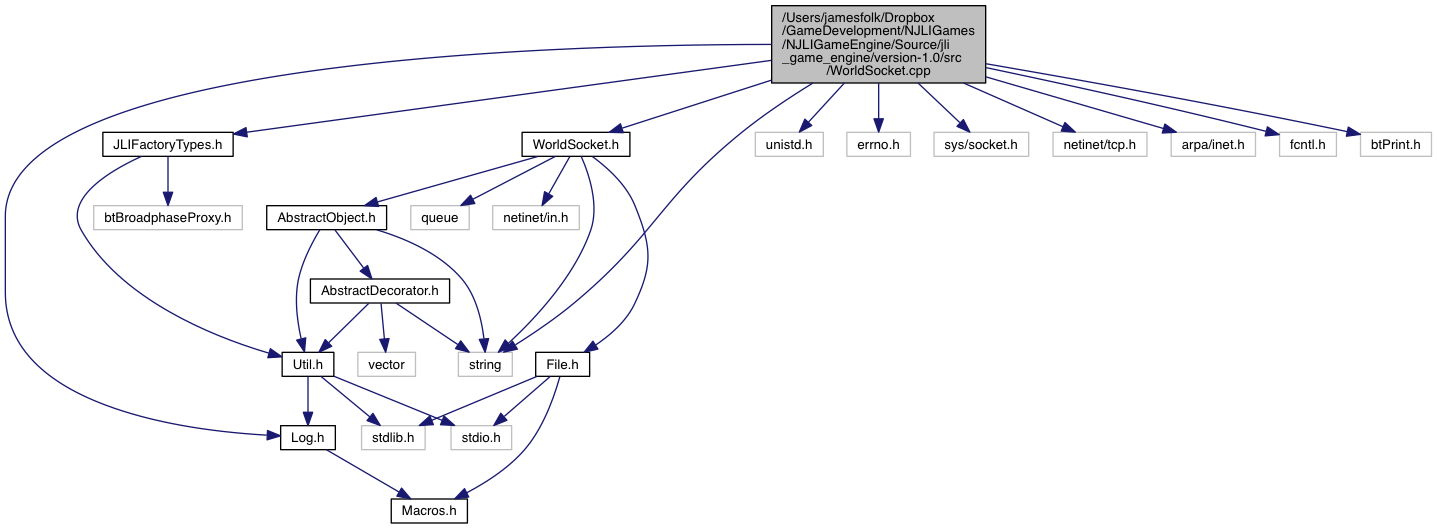 /Users/jamesfolk/Dropbox
/GameDevelopment/NJLIGames
/NJLIGameEngine/Source/jli
_game_engine/version-1.0/src
/WorldSocket.cpp
JLIFactoryTypes.h
WorldSocket.h
unistd.h
errno.h
sys/socket.h
netinet/tcp.h
arpa/inet.h
fcntl.h
btPrint.h
btBroadphaseProxy.h
AbstractObject.h
queue
netinet/in.h
AbstractDecorator.h
Util.h
vector
string
File.h
Log.h
stdlib.h
stdio.h
Macros.h